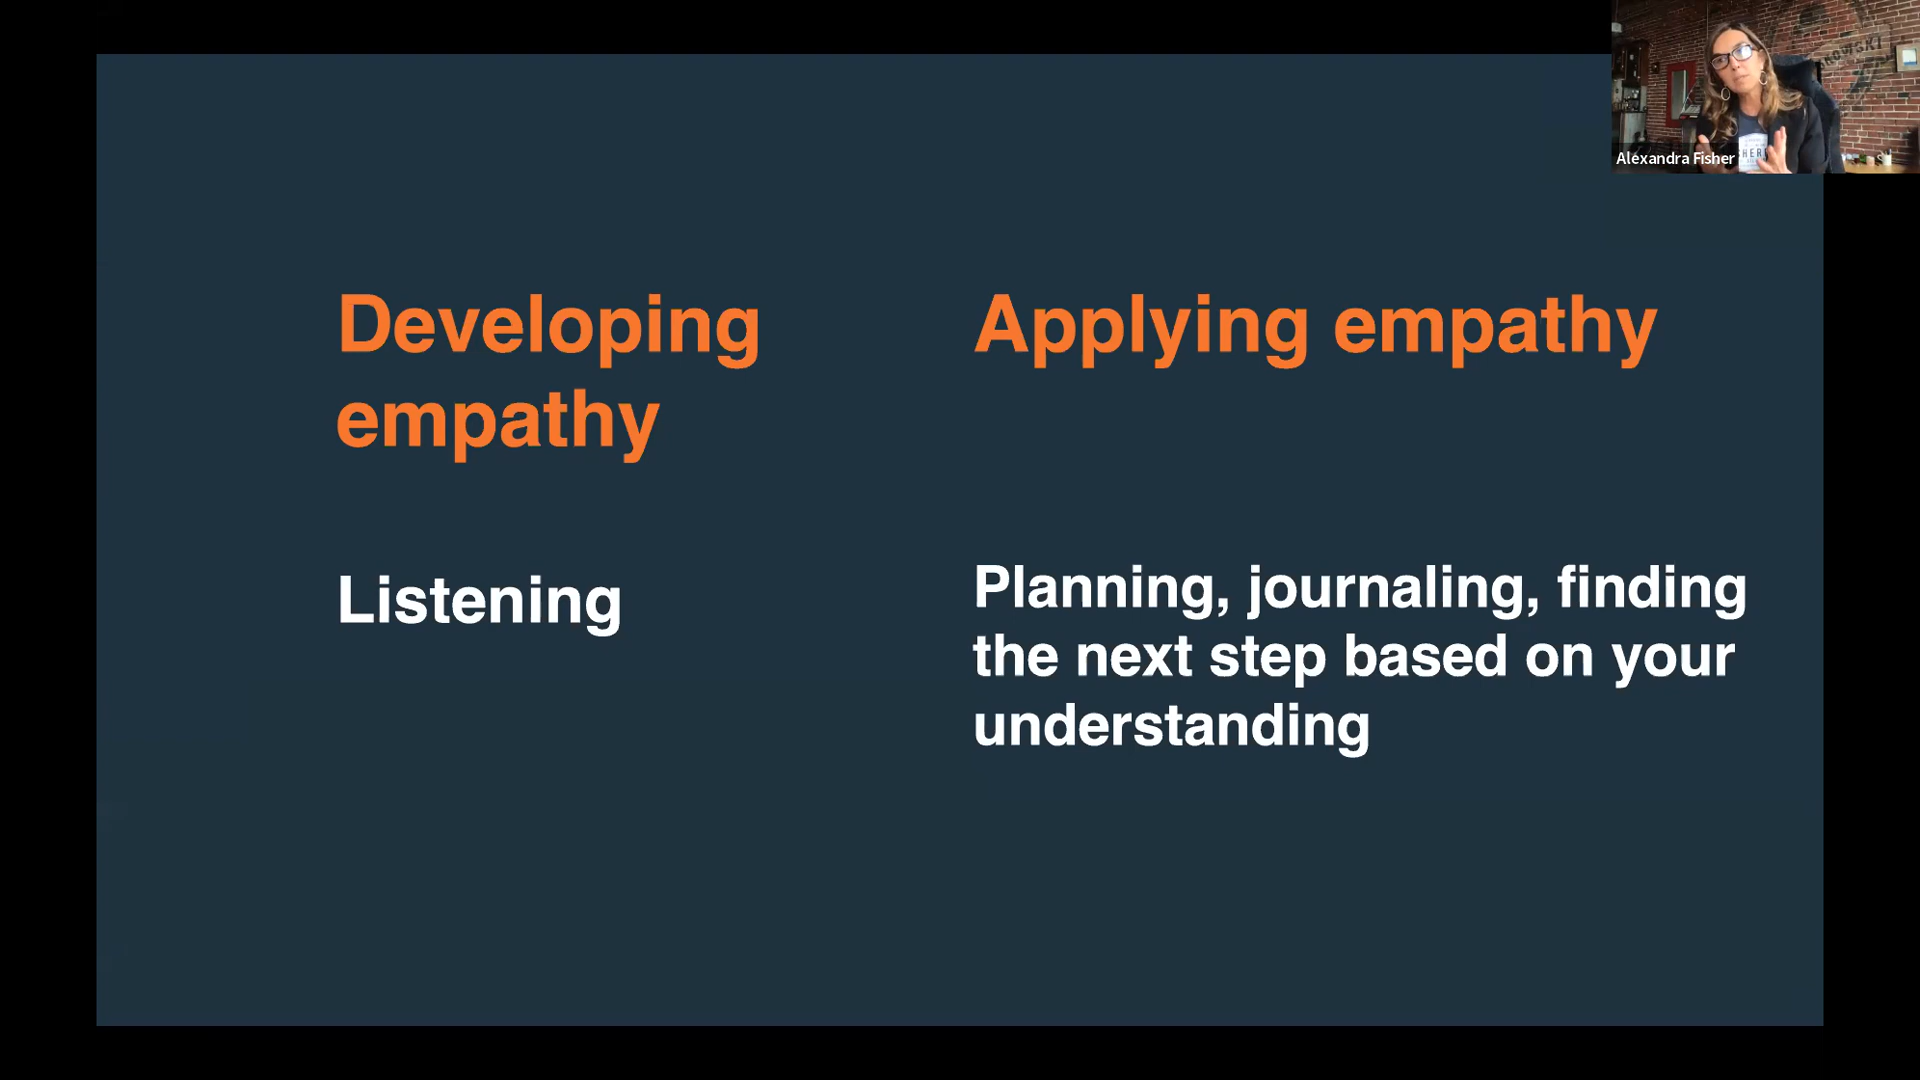 Developing
empathy
Applying empathy
Listening
Planning, journaling, finding
the next step based on your
understanding
Alexandra Fisher